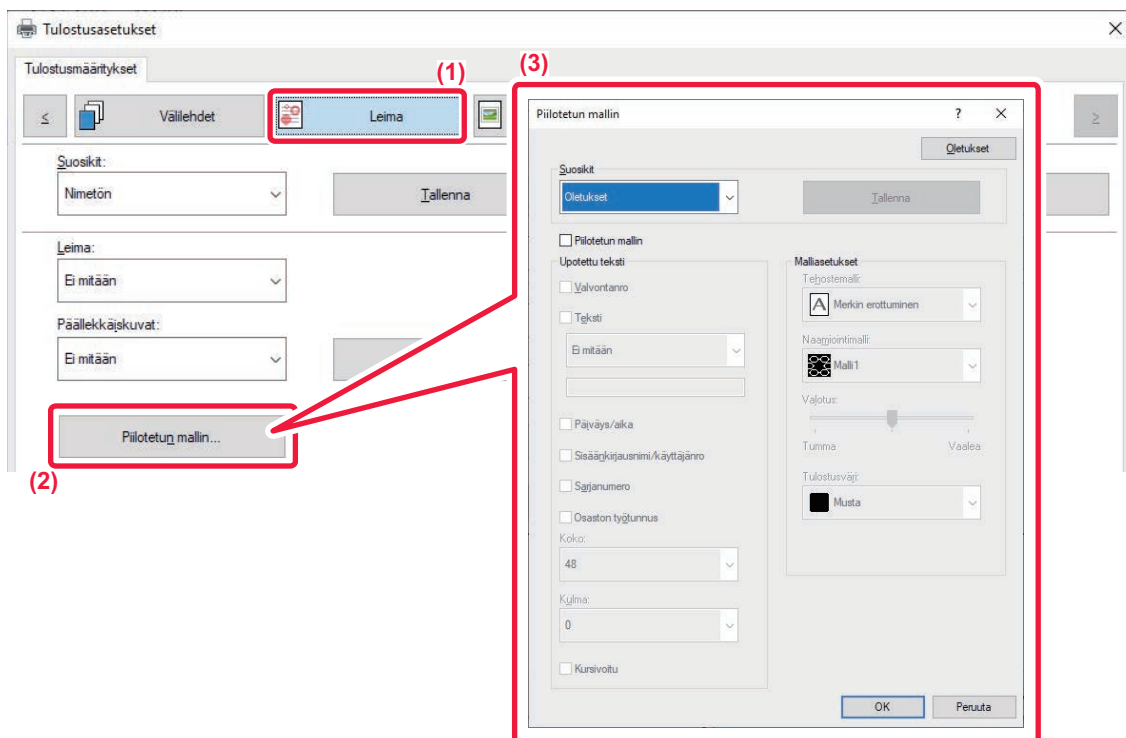 Tulostusasetukset
Tulostusmääritykset
(1)
(3)
<
Välilehdet
Leima
>
Suosikit:
Nimetön
Tallenna
Leima:
Ei mitään
Päällekkäiskuvat:
Ei mitään
Piilotetun mallin...
(2)
Piilotetun mallin
?
Oletukset
Suosikit
Oletukset
Tallenna
Piilotetun mallin
Upotettu teksti
Valvontanro
Teksti
Ei mitään
Päiväys/aika
Sisäänkirjausnimi/käyttäjänro
Sarjanumero
Osaston työtunnus
Koko:
48
Kulma:
0
Kursivoitu
Malliasetukset
Tehostemalli:
A Merkin erottuminen
Naamiointimalli:
Malli1
Valotus:
Tumma Vaalea
Tulostusväri:
Musta
OK
Peruuta